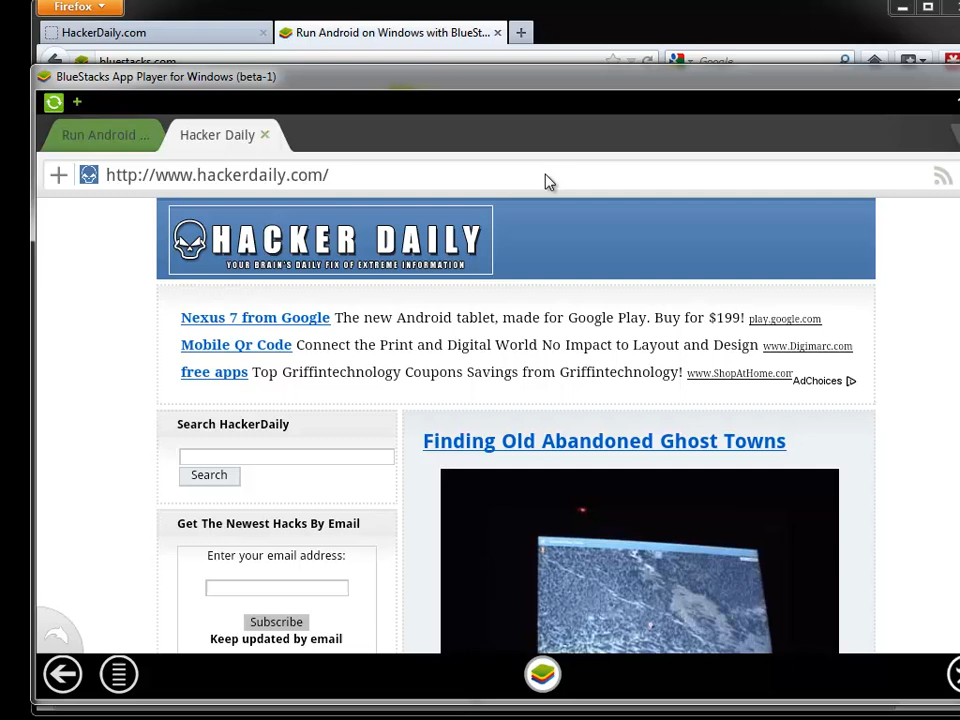 Firefox
HackerDaily.com
Run Android on Windows with BlueSt...
bluestacks.com
Google
BlueStacks App Player for Windows (beta-1)
Run Android ...
Hacker Daily
http://www.hackerdaily.com/
HACKER DAILY
YOUR BRAIN'S DAILY FIX OF EXTREME INFORMATION
Nexus 7 from Google The new Android tablet, made for Google Play. Buy for $199! play.google.com
Mobile Qr Code Connect the Print and Digital World No Impact to Layout and Design www.Digimarc.com
free apps Top Griffintechnology Coupons Savings from Griffintechnology! www.ShopAtHome.com
AdChoices
Search HackerDaily
Search
Finding Old Abandoned Ghost Towns
Get The Newest Hacks By Email
Enter your email address:
Subscribe
Keep updated by email